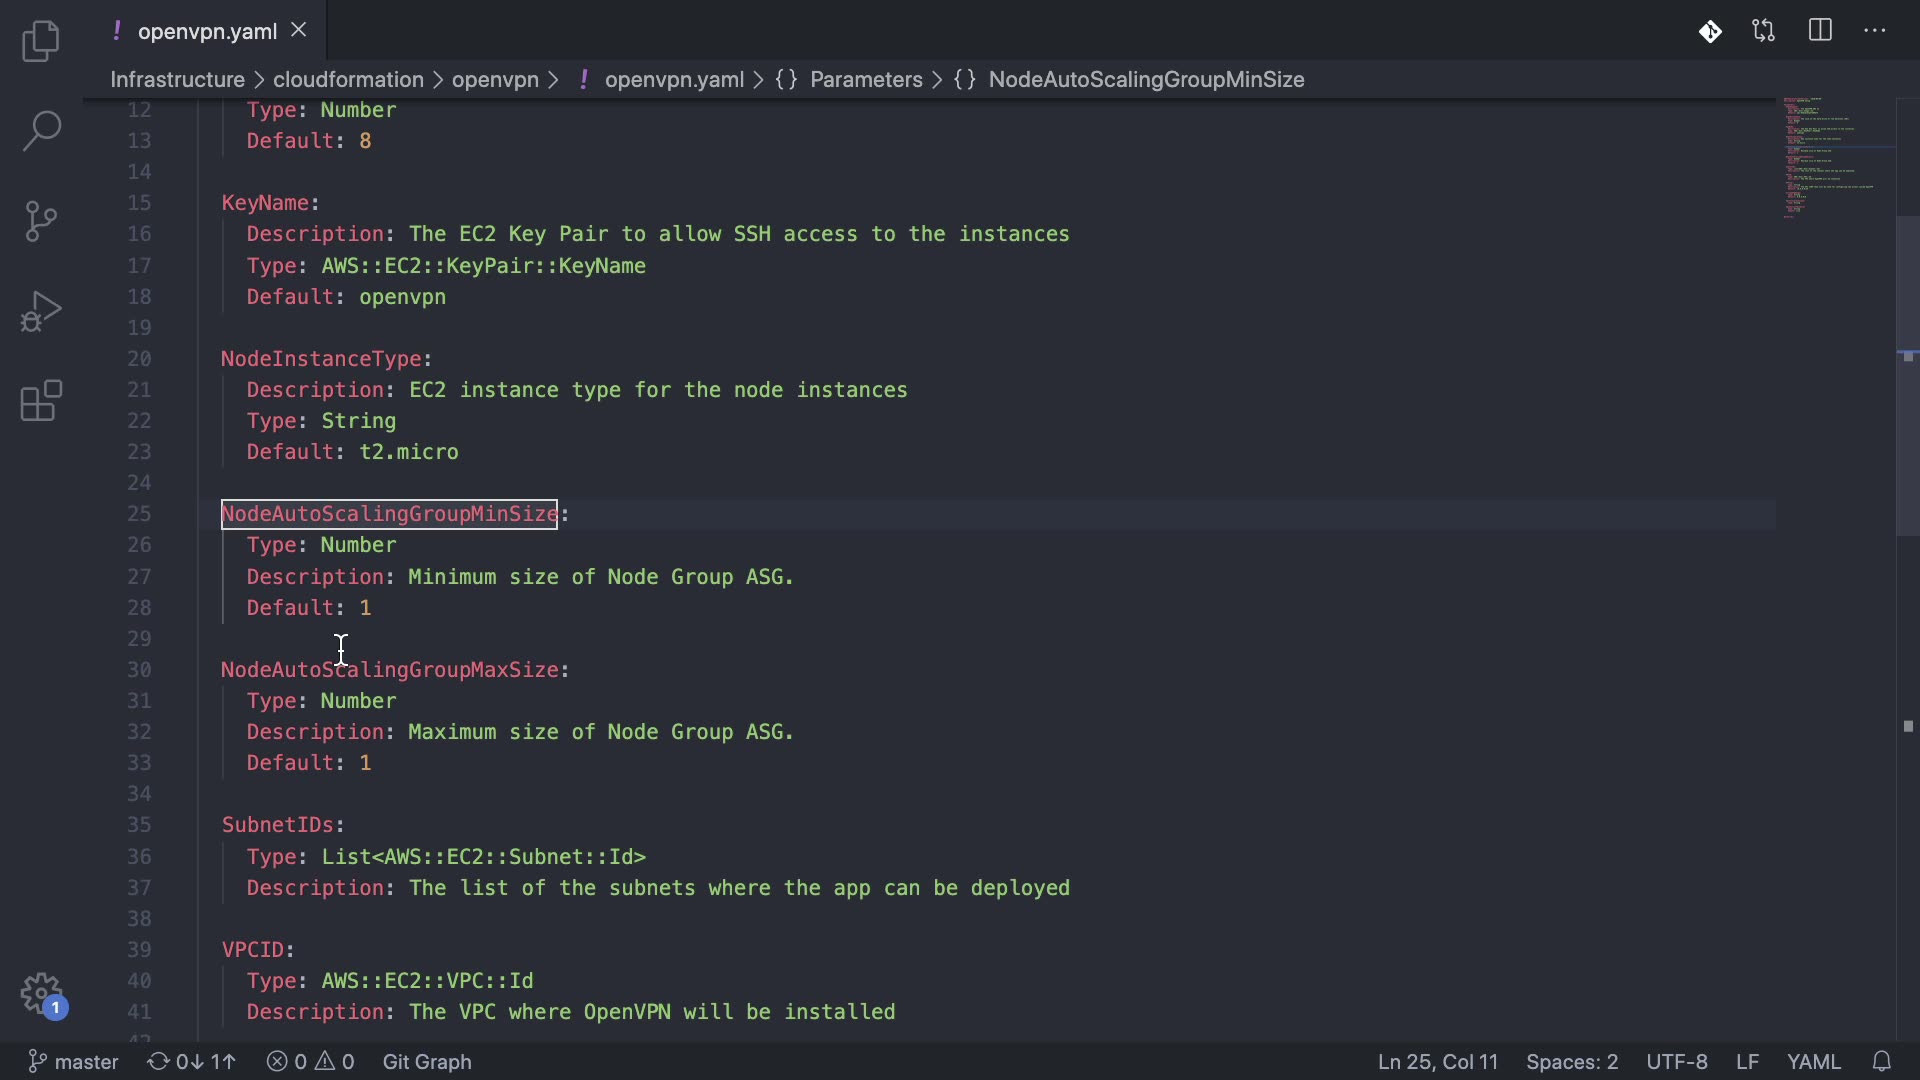 ! openvpn.yaml
Infrastructure > cloudformation > openvpn > ! openvpn.yaml > {} Parameters > {} NodeAutoScalingGroupMinSize
12 Type: Number
13 Default: 8
14
15 KeyName:
16 Description: The EC2 Key Pair to allow SSH access to the instances
17 Type: AWS::EC2::KeyPair::KeyName
18 Default: openvpn
19
20 NodeInstanceType:
21 Description: EC2 instance type for the node instances
22 Type: String
23 Default: t2.micro
24
25 NodeAutoScalingGroupMinSize:
26 Type: Number
27 Description: Minimum size of Node Group ASG.
28 Default: 1
29
30 NodeAutoScalingGroupMaxSize:
31 Type: Number
32 Description: Maximum size of Node Group ASG.
33 Default: 1
34
35 SubnetIDs:
36 Type: List<AWS::EC2::Subnet::Id>
37 Description: The list of the subnets where the app can be deployed
38
39 VPCID:
40 Type: AWS::EC2::VPC::Id
41 Description: The VPC where OpenVPN will be installed
1
master 0↓ 1↑ 0 0 Git Graph Ln 25, Col 11 Spaces: 2 UTF-8 LF YAML